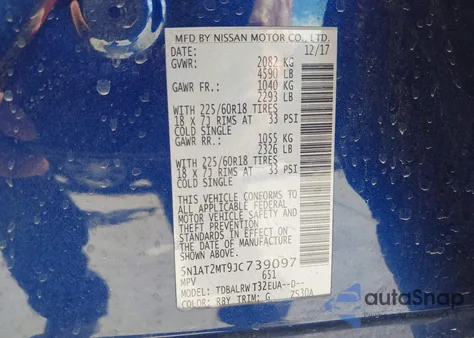 MFD BY NISSAN MOTOR CO., LTD.
DATE: 12/17
GVWR: 2082 KG
4590 LB
GAWR FR.: 1040 KG
2293 LB
WITH 225/60R18 TIRES
18 X 7J RIMS AT 33 PSI
COLD SINGLE
GAWR RR.: 1055 KG
2326 LB
WITH 225/60R18 TIRES
18 X 7J RIMS AT 33 PSI
COLD SINGLE
THIS VEHICLE CONFORMS TO
ALL APPLICABLE FEDERAL
MOTOR VEHICLE SAFETY AND
THEFT PREVENTION
STANDARDS IN EFFECT ON
THE DATE OF MANUFACTURE
SHOWN ABOVE.
5N1AT2MT9JC739097
MPV 651
MODEL: TDBALRW T32EUA--D--
COLOR: RBY TRIM: G ZS30A
autoSnap